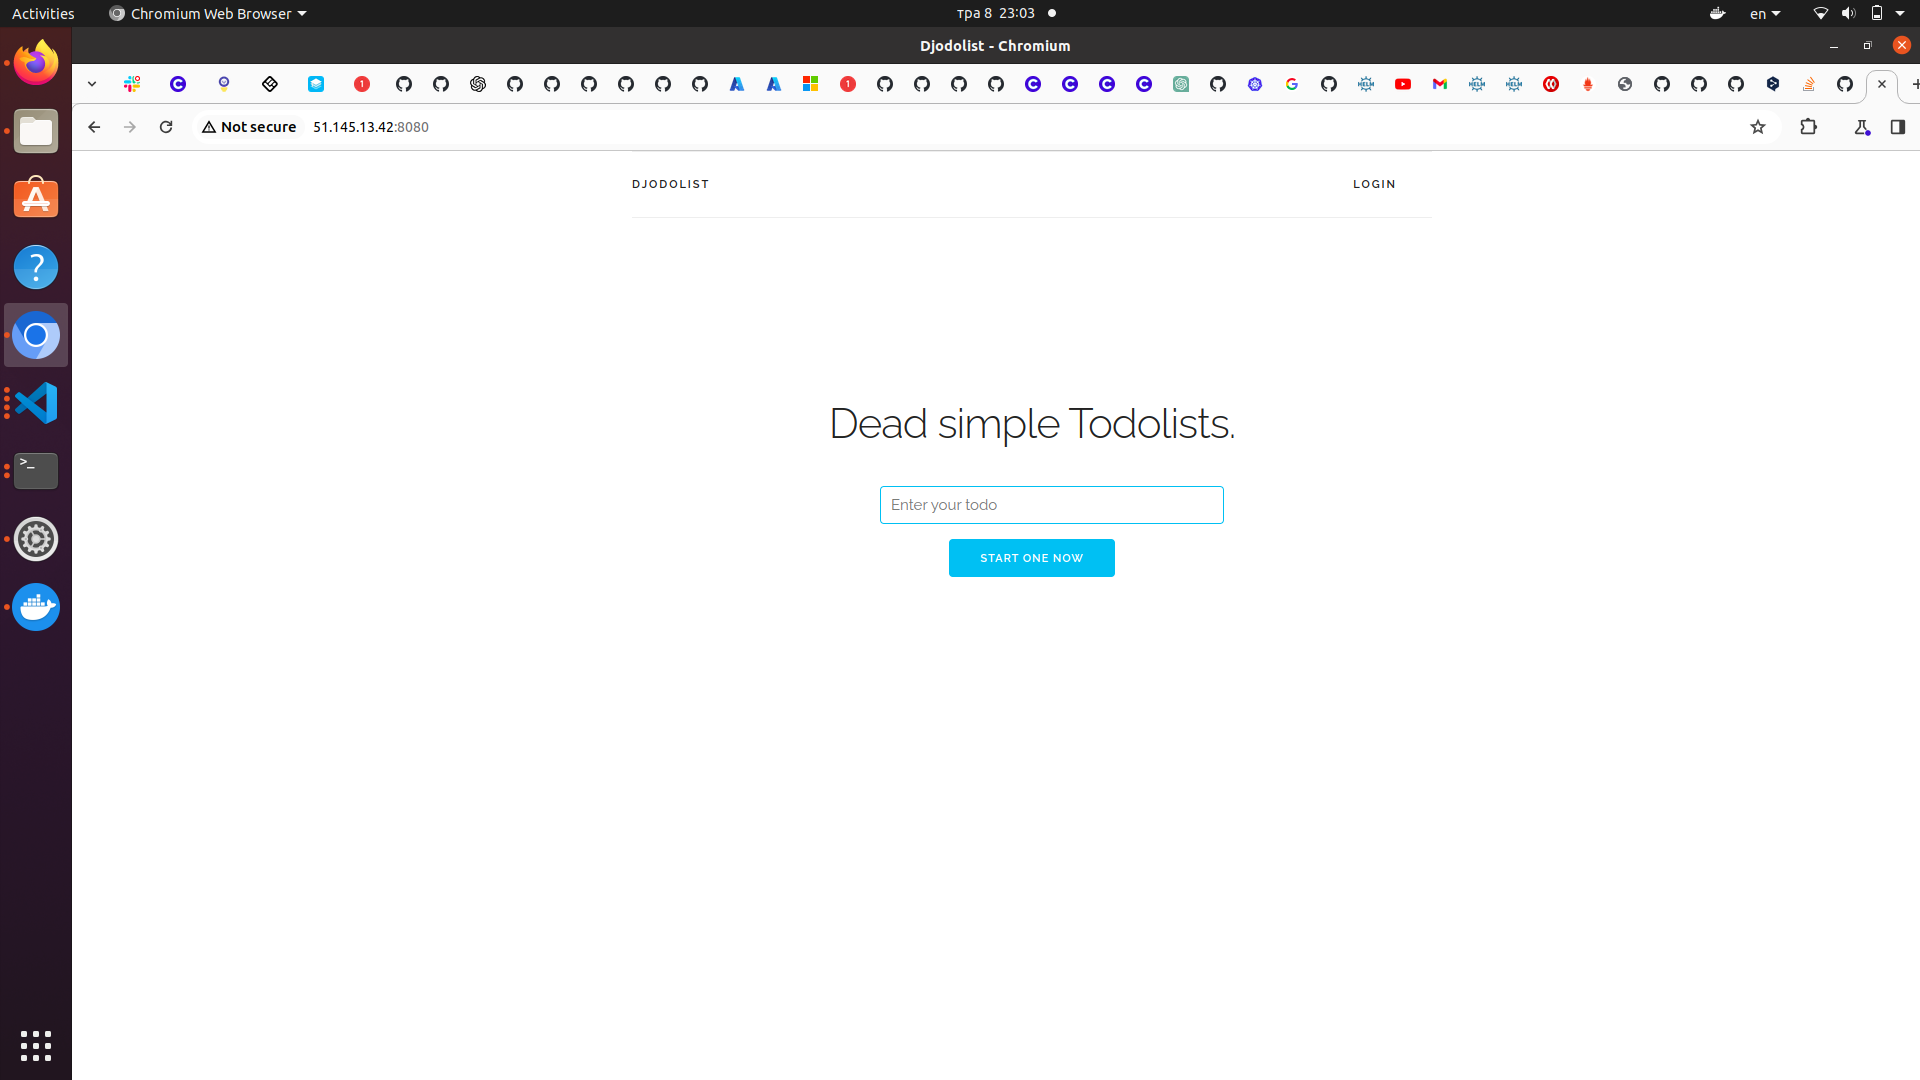 Activities
Chromium Web Browser
тра 8 23:03
en
Djodolist - Chromium
Not secure
51.145.13.42:8080
DJODOLIST
LOGIN
Dead simple Todolists.
Enter your todo
START ONE NOW